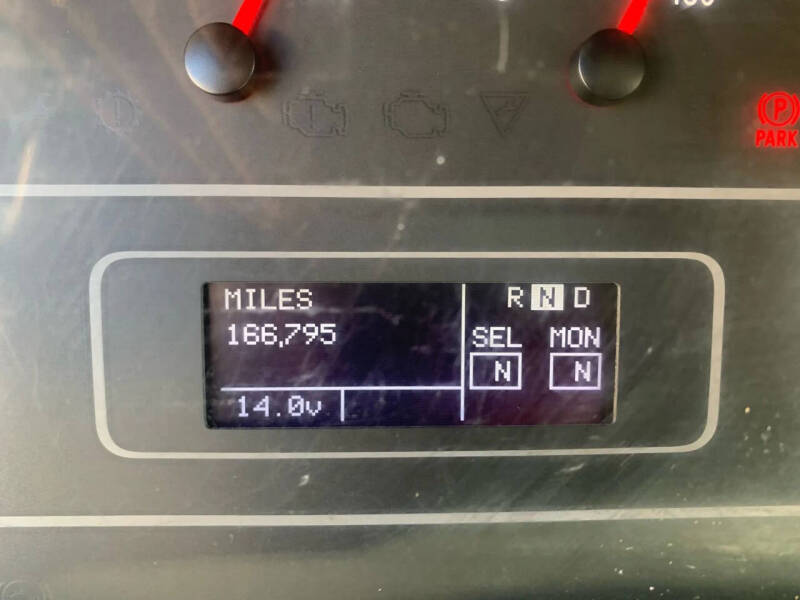 P
PARK
MILES
166,795
14.0v
R N D
SEL MON
N N